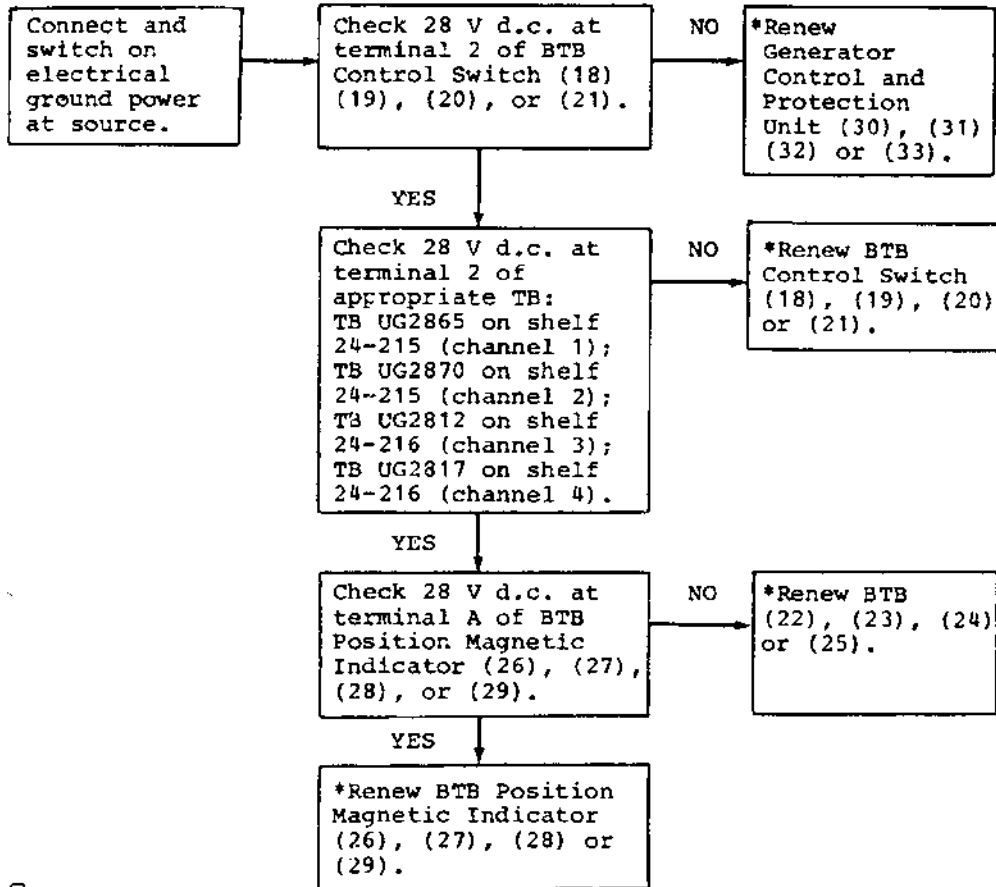 Connect and
switch on
electrical
ground power
at source.
Check 28 V d.c. at
terminal 2 of BTB
Control Switch (18)
(19), (20), or (21).
NO
*Renew
Generator
Control and
Protection
Unit (30), (31)
(32) or (33).
YES
Check 28 V d.c. at
terminal 2 of
appropriate TB:
TB UG2865 on shelf
24-215 (channel 1);
TB UG2870 on shelf
24-215 (channel 2);
TB UG2812 on shelf
24-216 (channel 3);
TB UG2817 on shelf
24-216 (channel 4).
NO
*Renew BTB
Control Switch
(18), (19), (20)
or (21).
YES
Check 28 V d.c. at
terminal A of BTB
Position Magnetic
Indicator (26), (27),
(28), or (29).
NO
*Renew BTB
(22), (23), (24)
or (25).
YES
*Renew BTB Position
Magnetic Indicator
(26), (27), (28) or
(29).